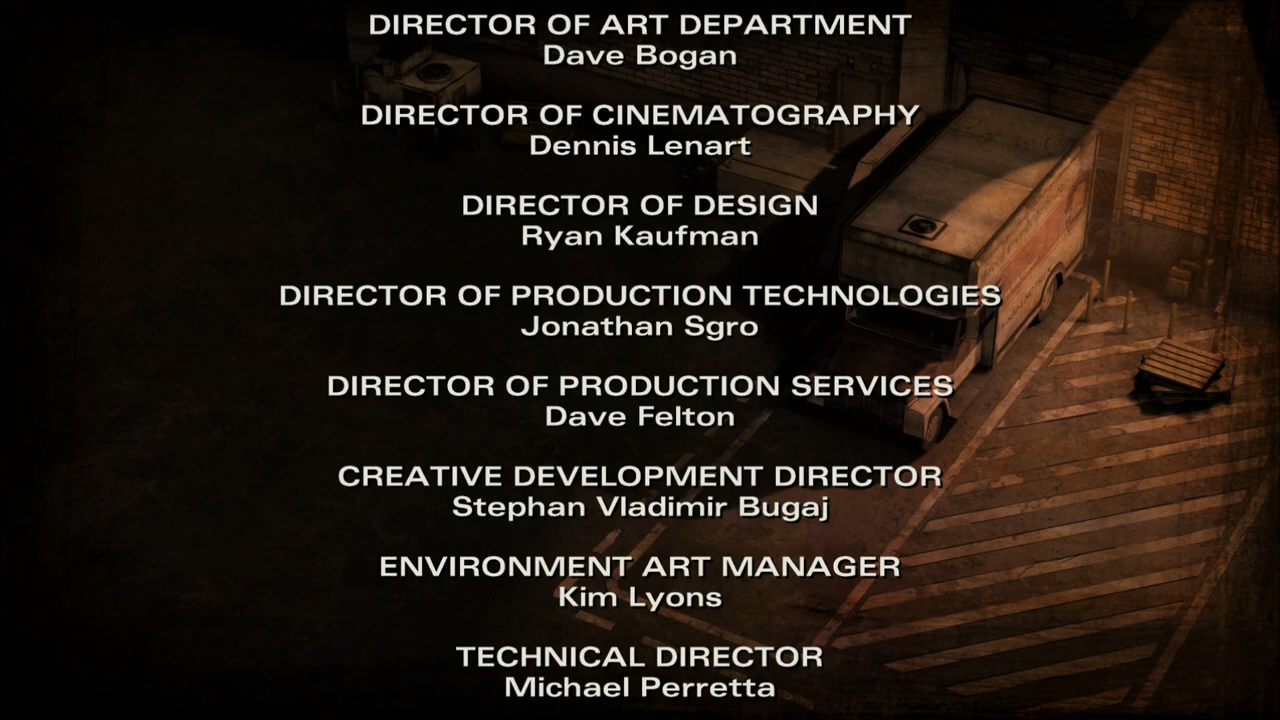 DIRECTOR OF ART DEPARTMENT
Dave Bogan
DIRECTOR OF CINEMATOGRAPHY
Dennis Lenart
DIRECTOR OF DESIGN
Ryan Kaufman
DIRECTOR OF PRODUCTION TECHNOLOGIES
Jonathan Sgro
DIRECTOR OF PRODUCTION SERVICES
Dave Felton
CREATIVE DEVELOPMENT DIRECTOR
Stephan Vladimir Bugaj
ENVIRONMENT ART MANAGER
Kim Lyons
TECHNICAL DIRECTOR
Michael Perretta